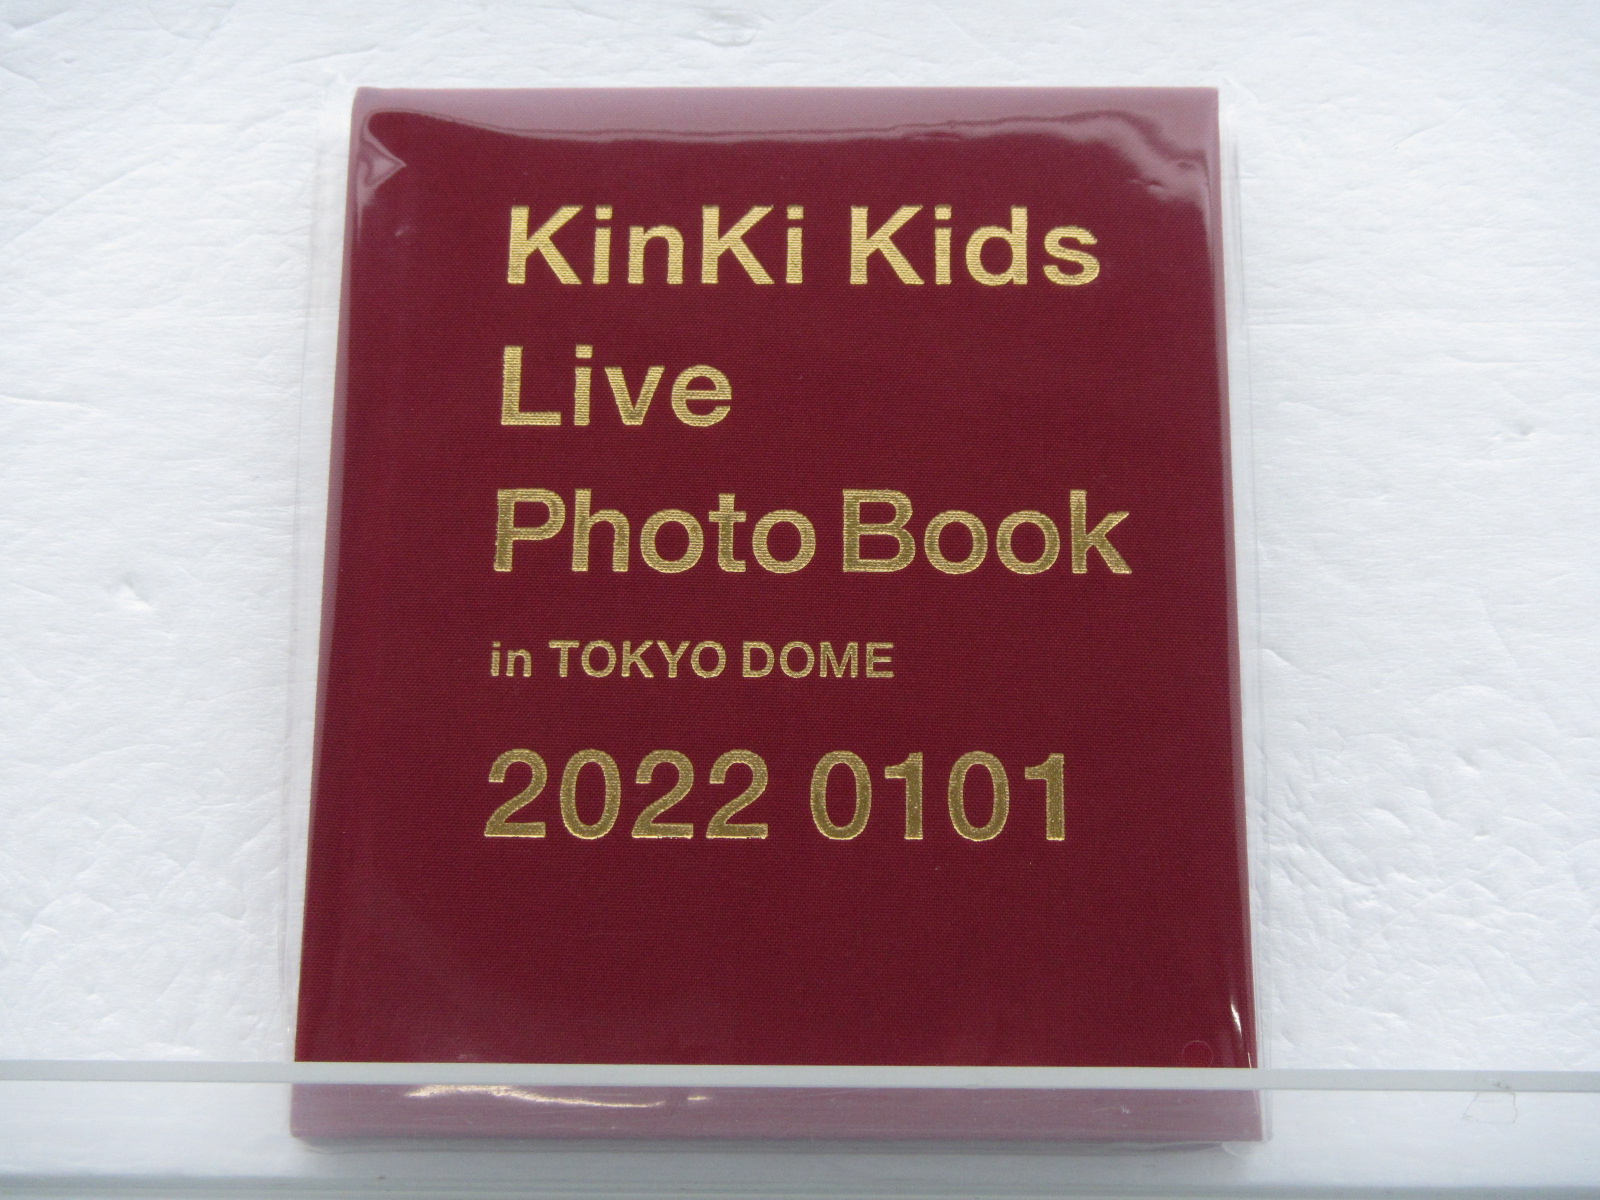 KinKi Kids
Live
Photo Book
in TOKYO DOME
2022 0101